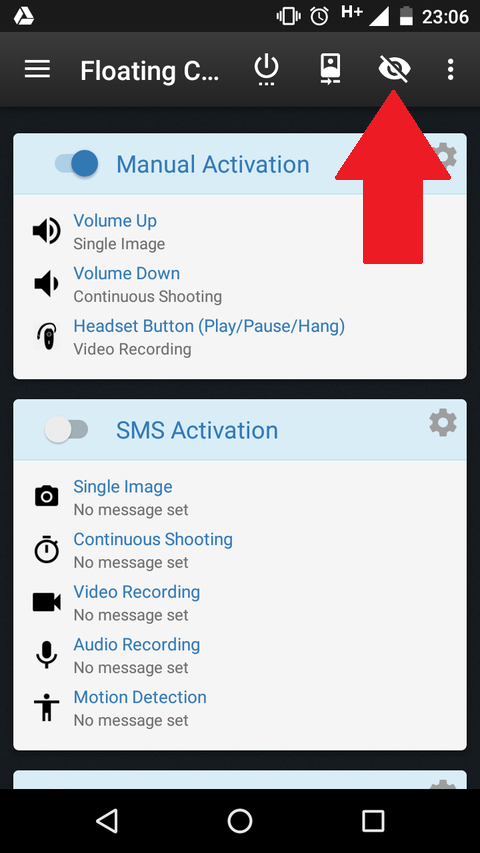 H+ 23:06
Floating C...
Manual Activation
Volume Up
Single Image
Volume Down
Continuous Shooting
Headset Button (Play/Pause/Hang)
Video Recording
SMS Activation
Single Image
No message set
Continuous Shooting
No message set
Video Recording
No message set
Audio Recording
No message set
Motion Detection
No message set